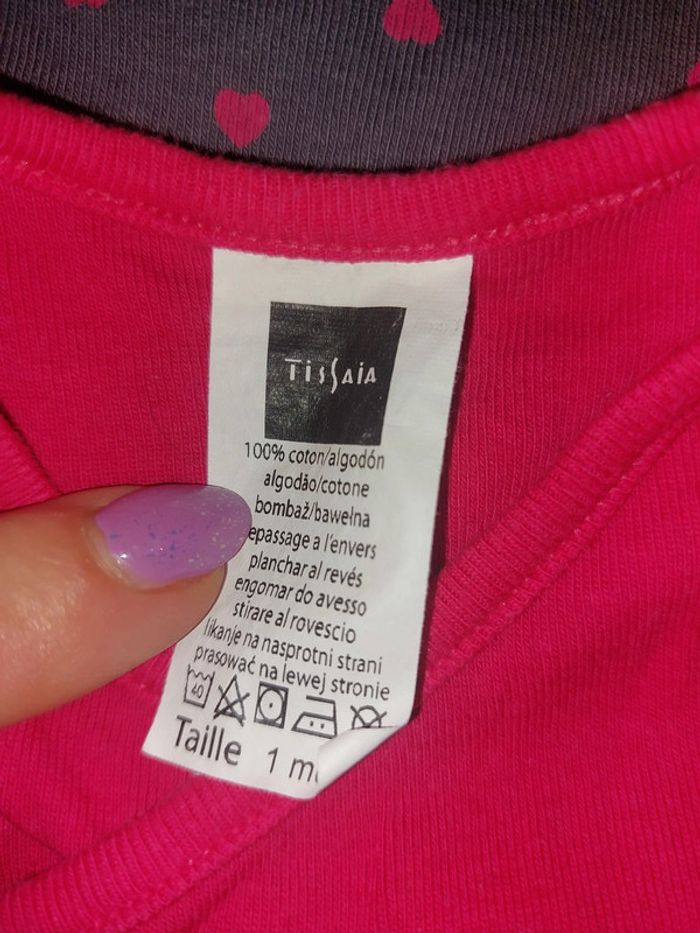 TiSSAiA
100% coton/algodón
algodão/cotone
bombaž/bawełna
epassage a l'envers
planchar al revés
engomar do avesso
stirare al rovescio
likanje na nasprotni strani
prasować na lewej stronie
40
Taille 1 m